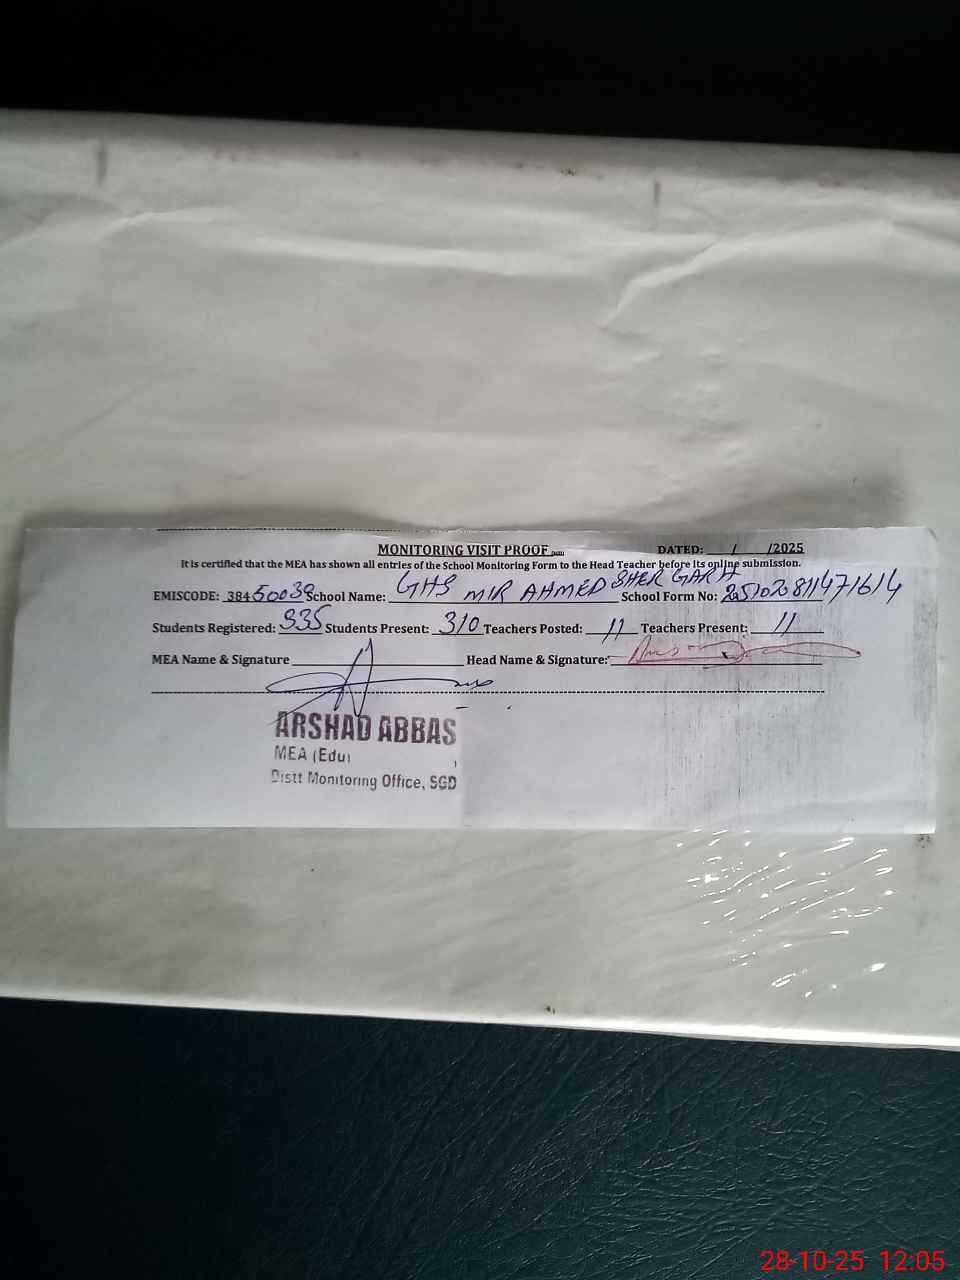 MONITORING VISIT PROOF DATED: __/__/2025
It is certified that the MEA has shown all entries of the School Monitoring Form to the Head Teacher before its online submission.
EMISCODE: 38450039 School Name: GHS MIR AHMED SHER GARH School Form No:
Students Registered: 335 Students Present: 310 Teachers Posted: 11 Teachers Present: 11
MEA Name & Signature Head Name & Signature:
ARSHAD ABBAS
MEA (Edu)
Distt Monitoring Office, SGD
28-10-25 12:05